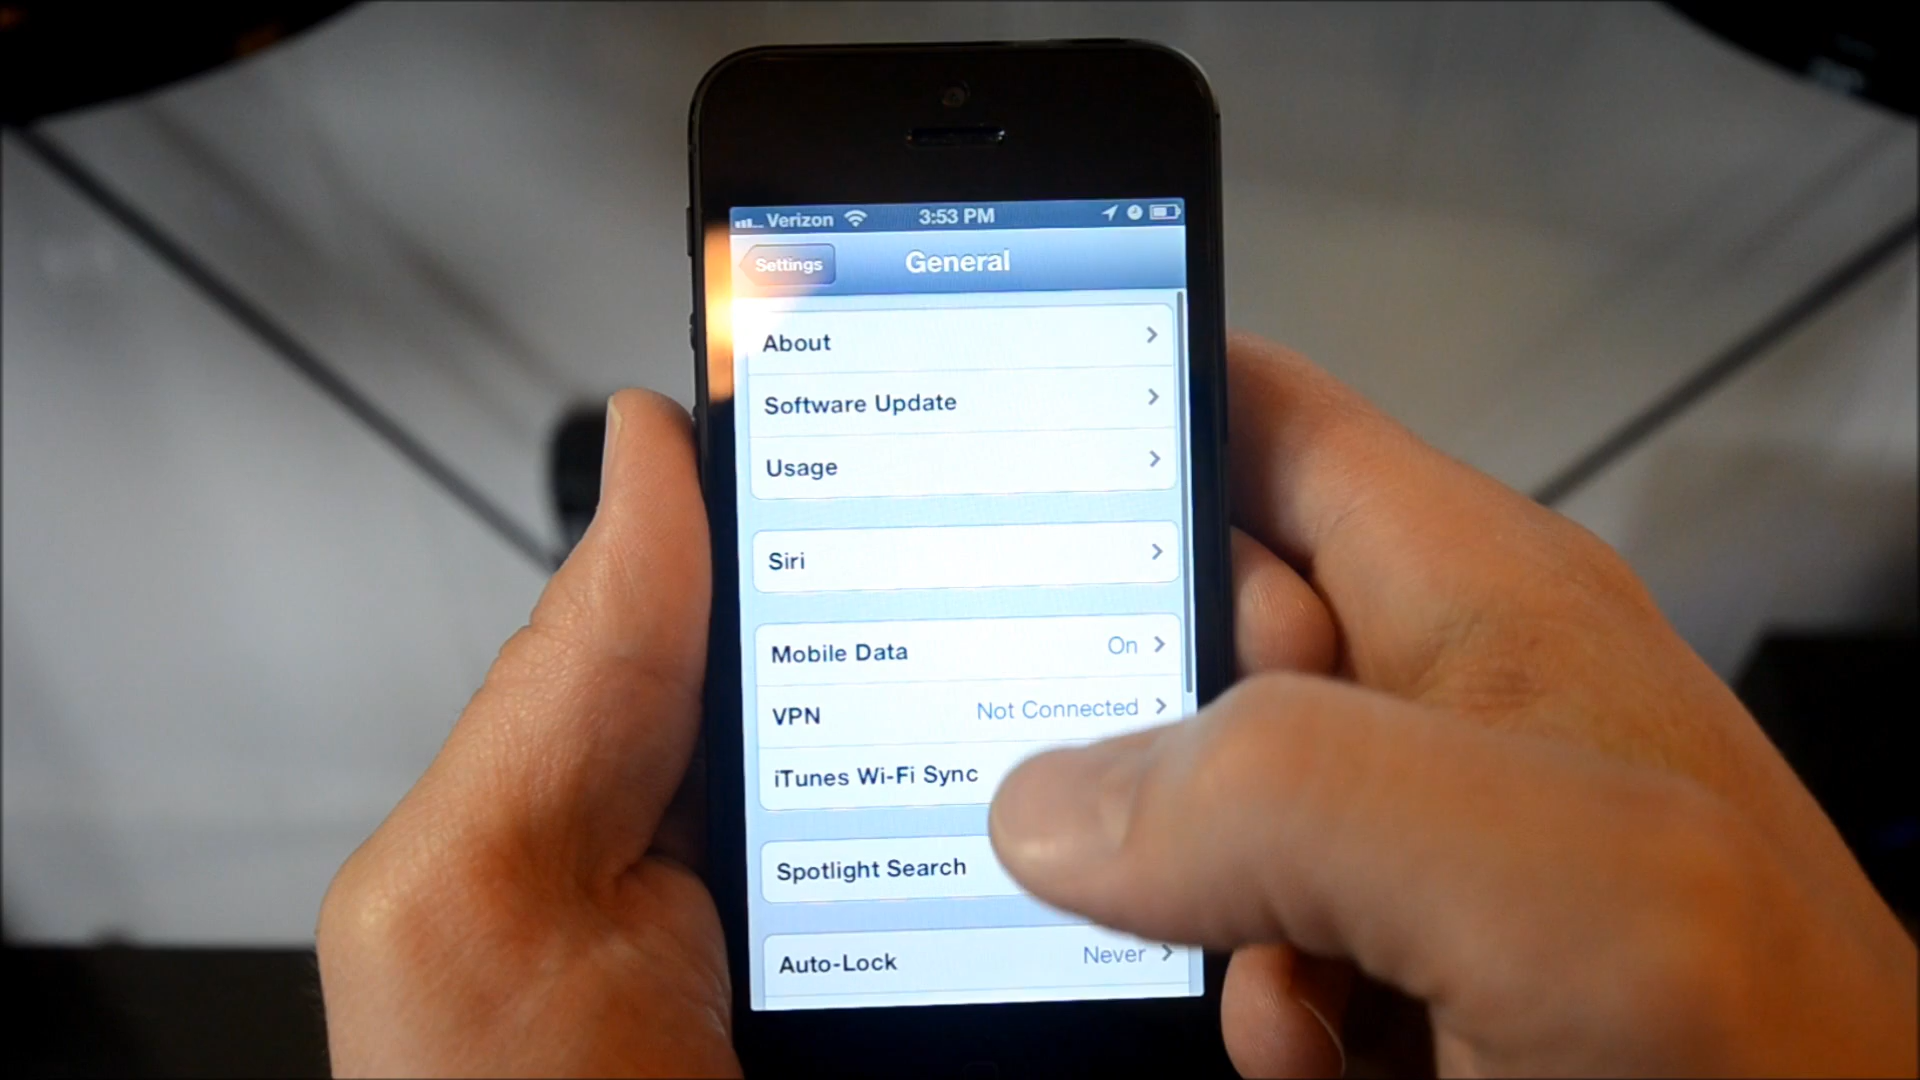 Verizon 3:53 PM
Settings General
About
Software Update
Usage
Siri
Mobile Data On
VPN Not Connected
iTunes Wi-Fi Sync
Spotlight Search
Auto-Lock Never